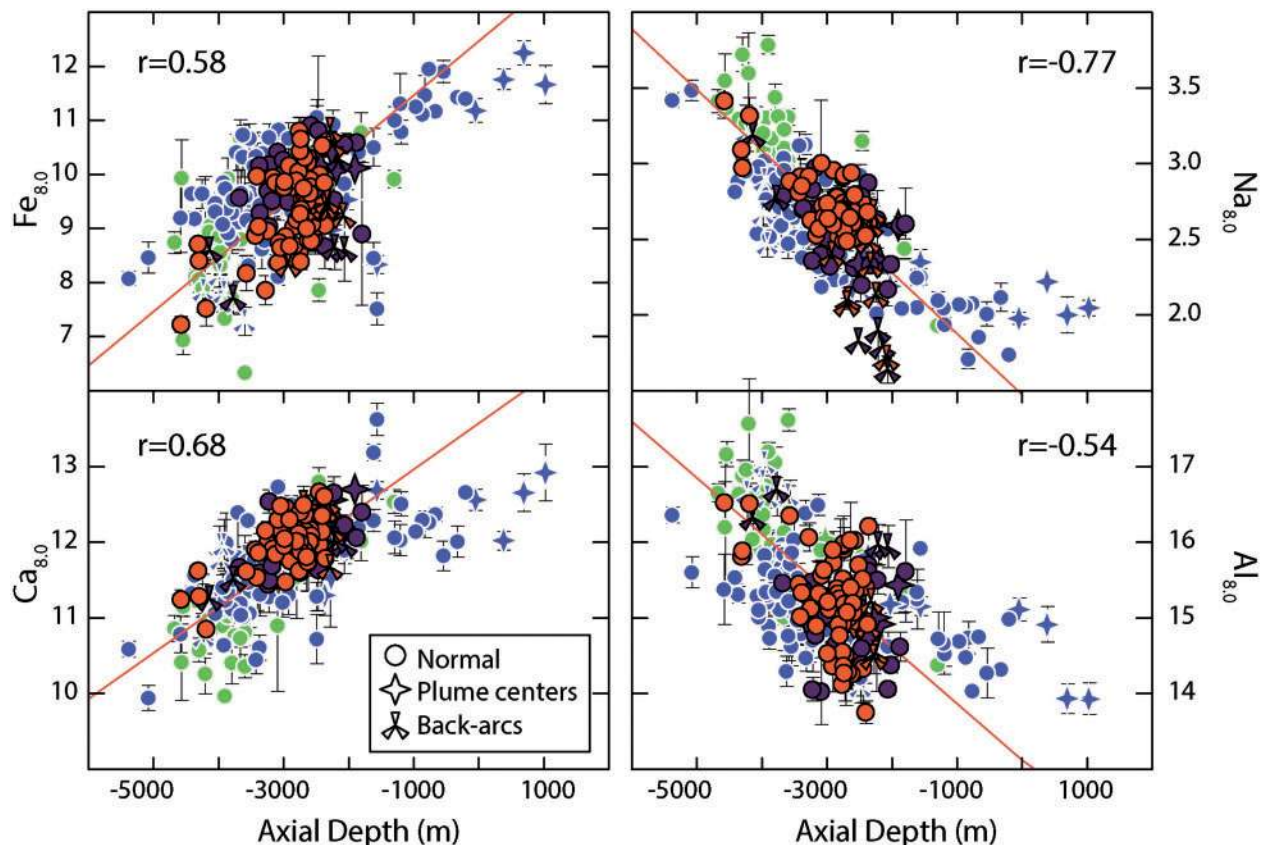 r=0.58
r=-0.77
12
11
10
9
8
7
Fe8.0
3.5
3.0
2.5
2.0
Na8.0
r=0.68
r=-0.54
13
12
11
10
Ca8.0
17
16
15
14
Al8.0
Normal
Plume centers
Back-arcs
-5000 -3000 -1000 1000
-5000 -3000 -1000 1000
Axial Depth (m)
Axial Depth (m)